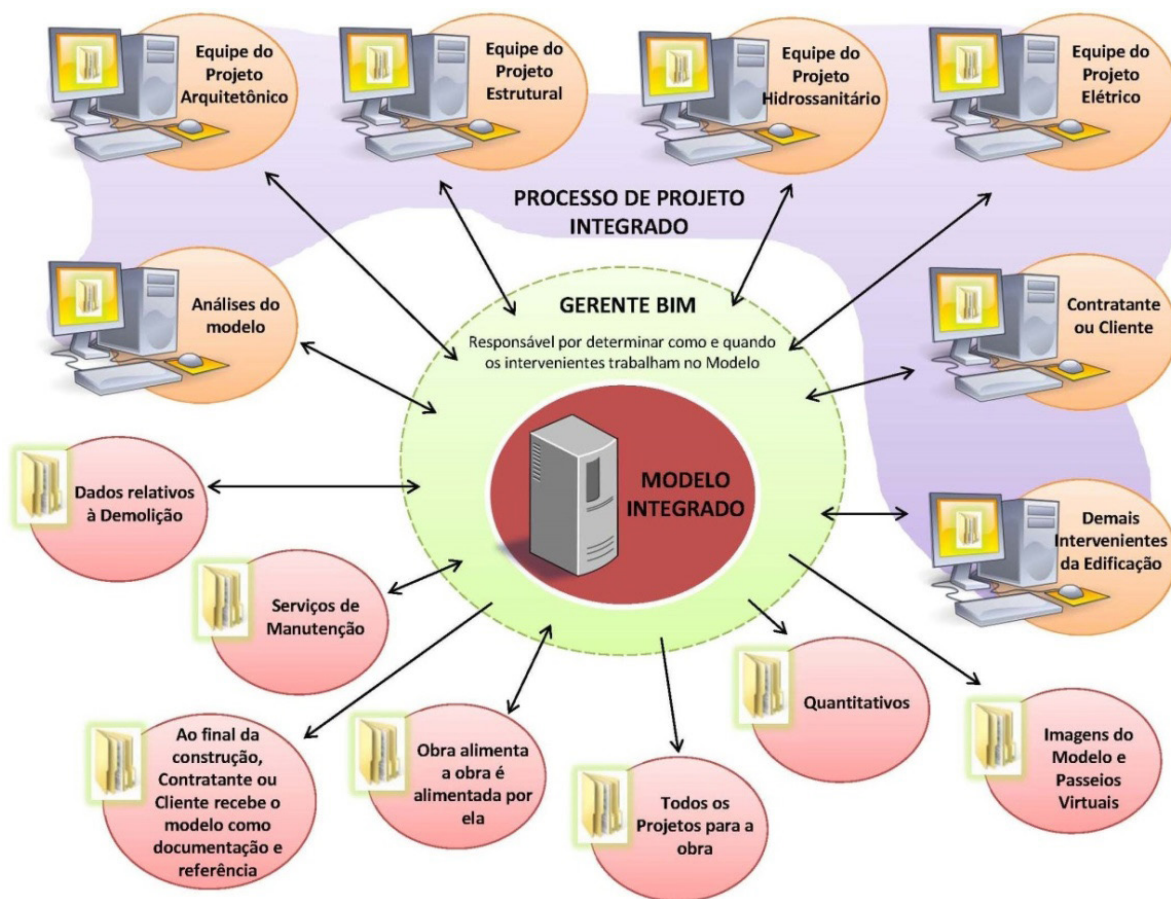 Equipe do
Projeto
Arquitetônico
Equipe do
Projeto
Estrutural
Equipe do
Projeto
Hidrossanitário
Equipe do
Projeto
Elétrico
PROCESSO DE PROJETO
INTEGRADO
Análises do
modelo
GERENTE BIM
Responsável por determinar como e quando
os intervenientes trabalham no Modelo
Contratante
ou Cliente
MODELO
INTEGRADO
Dados relativos
à Demolição
Demais
Intervenientes
da Edificação
Serviços de
Manutenção
Quantitativos
Ao final da
construção,
Contratante ou
Cliente recebe o
modelo como
documentação e
referência
Obra alimenta
a obra é
alimentada por
ela
Todos os
Projetos para a
obra
Imagens do
Modelo e
Passeios
Virtuais